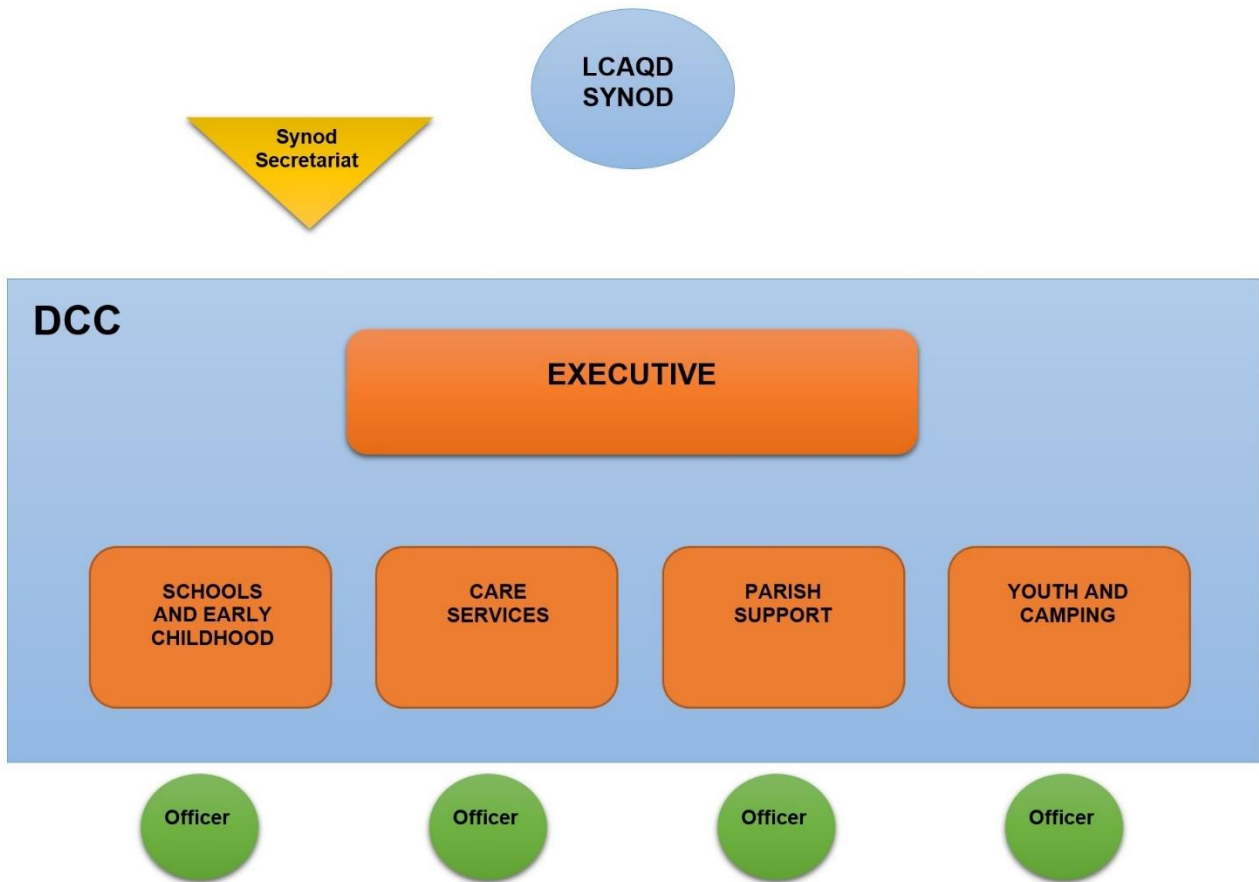 LCAQD
SYNOD
Synod
Secretariat
DCC
EXECUTIVE
SCHOOLS
AND EARLY
CHILDHOOD
CARE
SERVICES
PARISH
SUPPORT
YOUTH AND
CAMPING
Officer
Officer
Officer
Officer